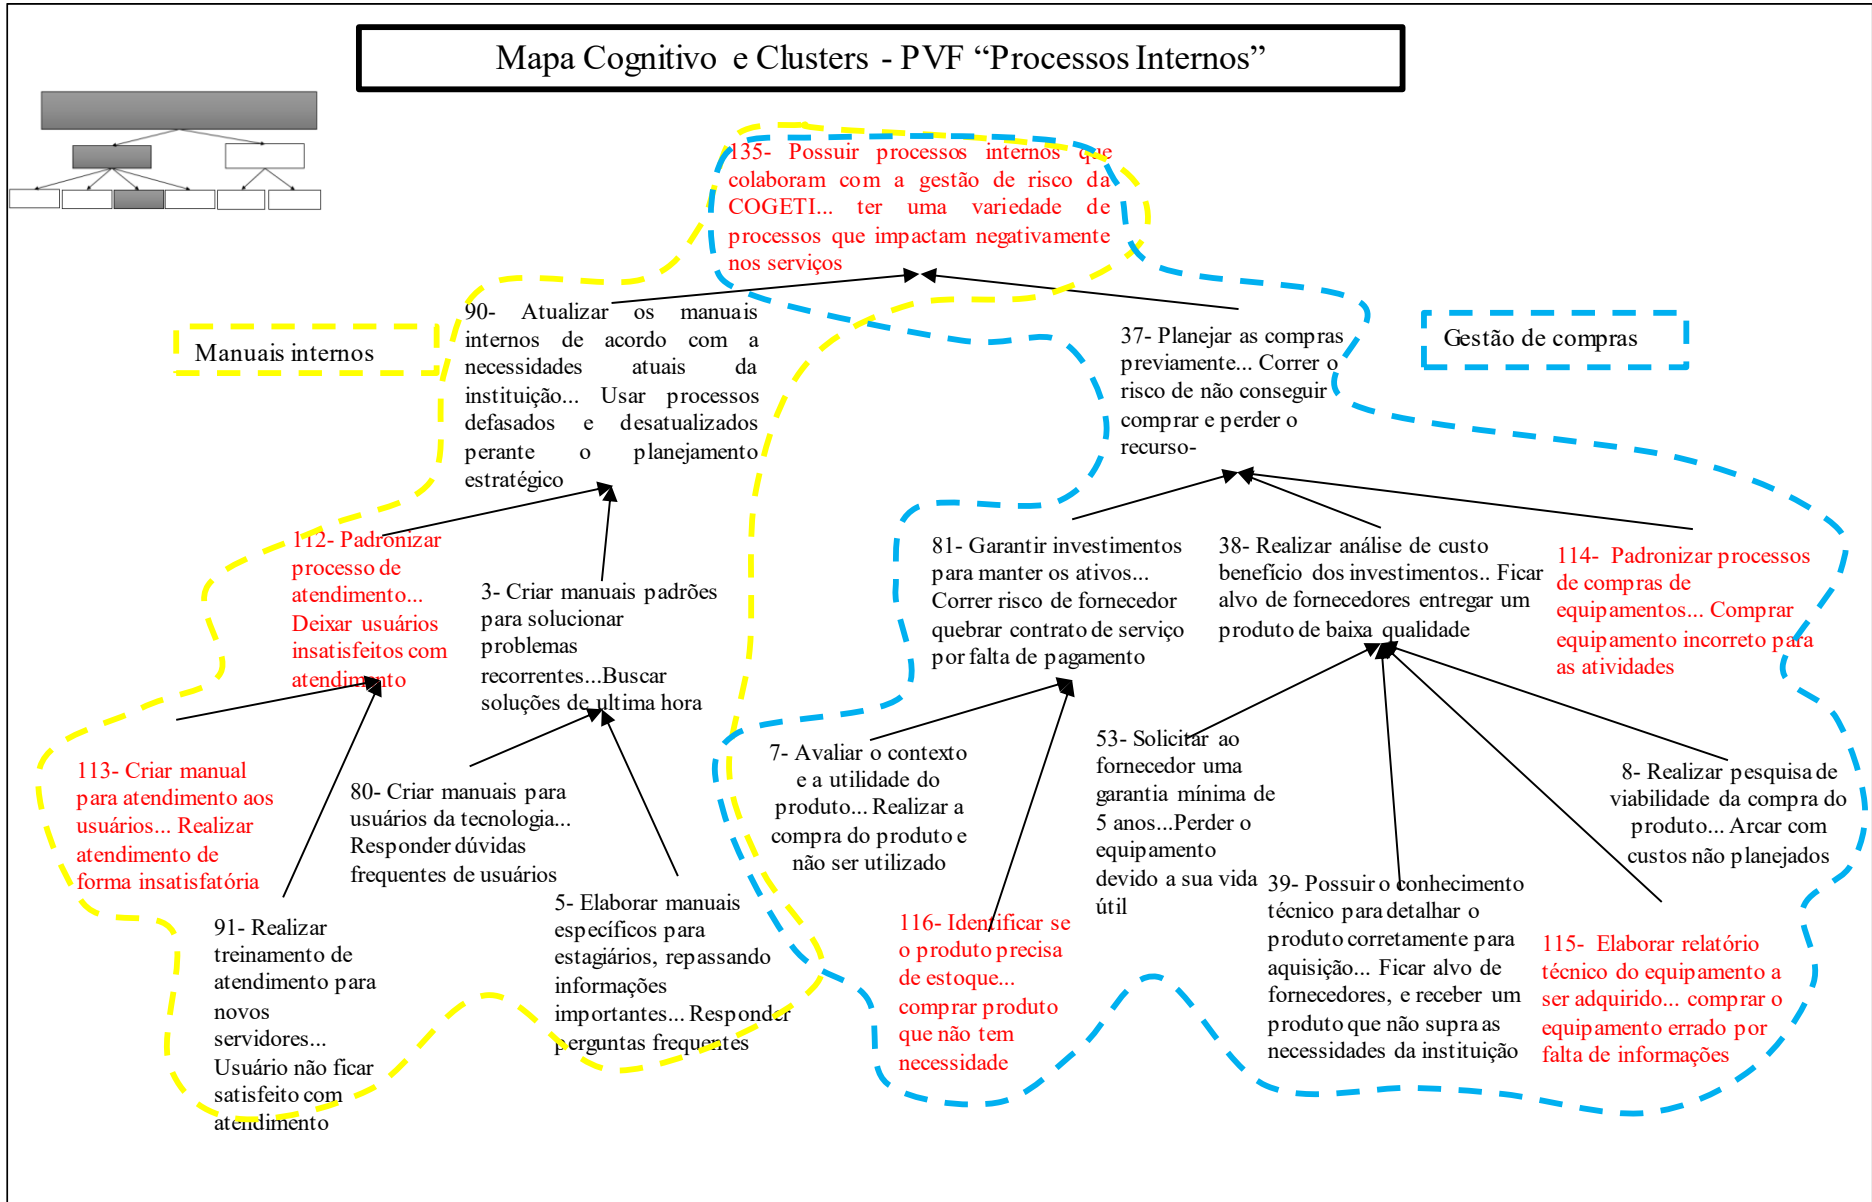 Mapa Cognitivo e Clusters - PVF “Processos Internos”
135- Possuir processos internos que
colaboram com a gestão de risco da
COGETI... ter uma variedade de
processos que impactam negativamente
nos serviços
Manuais internos
90- Atualizar os manuais
internos de acordo com a
necessidades atuais da
instituição... Usar processos
defasados e desatualizados
perante o planejamento
estratégico
37- Planejar as compras
previamente... Correr o
risco de não conseguir
comprar e perder o
recurso-
Gestão de compras
112- Padronizar
processo de
atendimento...
Deixar usuários
insatisfeitos com
atendimento
3- Criar manuais padrões
para solucionar
problemas
recorrentes...Buscar
soluções de ultima hora
81- Garantir investimentos
para manter os ativos...
Correr risco de fornecedor
quebrar contrato de serviço
por falta de pagamento
38- Realizar análise de custo
benefício dos investimentos.. Ficar
alvo de fornecedores entregar um
produto de baixa qualidade
114- Padronizar processos
de compras de
equipamentos... Comprar
equipamento incorreto para
as atividades
113- Criar manual
para atendimento aos
usuários... Realizar
atendimento de
forma insatisfatória
91- Realizar
treinamento de
atendimento para
novos
servidores...
Usuário não ficar
satisfeito com
atendimento
80- Criar manuais para
usuários da tecnologia...
Responder dúvidas
frequentes de usuários
5- Elaborar manuais
específicos para
estagiários, repassando
informações
importantes... Responder
perguntas frequentes
7- Avaliar o contexto
e a utilidade do
produto... Realizar a
compra do produto e
não ser utilizado
116- Identificar se
o produto precisa
de estoque...
comprar produto
que não tem
necessidade
53- Solicitar ao
fornecedor uma
garantia mínima de
5 anos...Perder o
equipamento
devido a sua vida
útil
39- Possuir o conhecimento
técnico para detalhar o
produto corretamente para
aquisição... Ficar alvo de
fornecedores, e receber um
produto que não supra as
necessidades da instituição
8- Realizar pesquisa de
viabilidade da compra do
produto... Arcar com
custos não planejados
115- Elaborar relatório
técnico do equipamento a
ser adquirido... comprar o
equipamento errado por
falta de informações